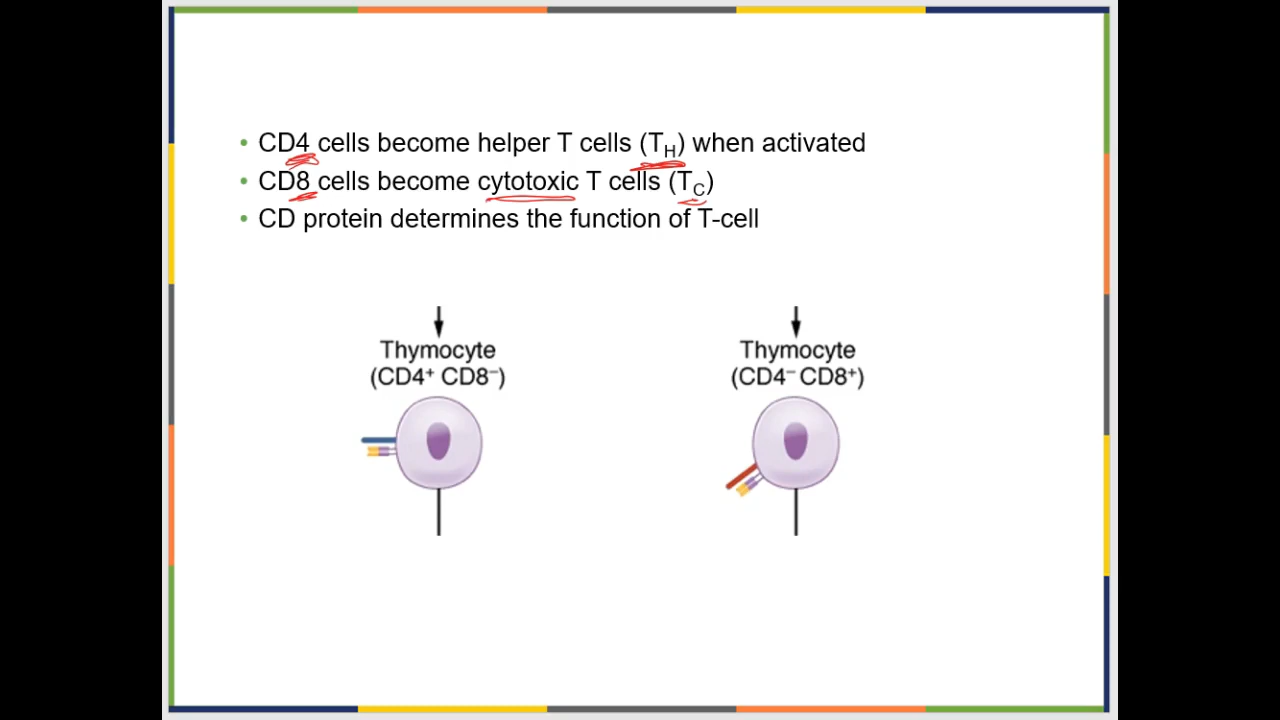 • CD4 cells become helper T cells (T_H) when activated
• CD8 cells become cytotoxic T cells (T_C)
• CD protein determines the function of T-cell
Thymocyte
(CD4⁺ CD8⁻)
Thymocyte
(CD4⁻ CD8⁺)